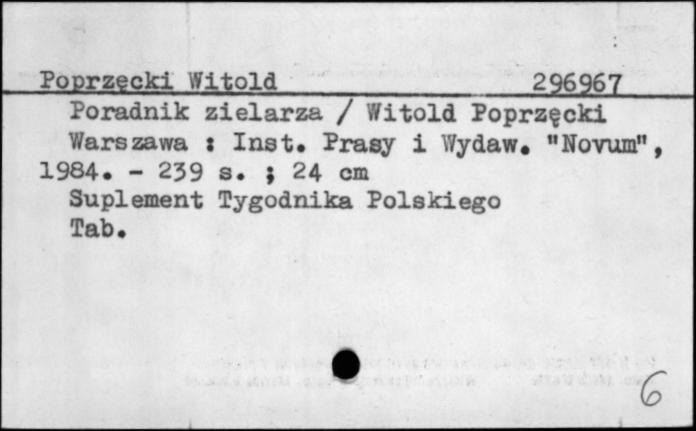 Poprzęcki Witold 296967
Poradnik zielarza / Witold Poprzęcki
Warszawa : Inst. Prasy i Wydaw. "Novum",
1984. - 239 s. ; 24 cm
Suplement Tygodnika Polskiego
Tab.
6